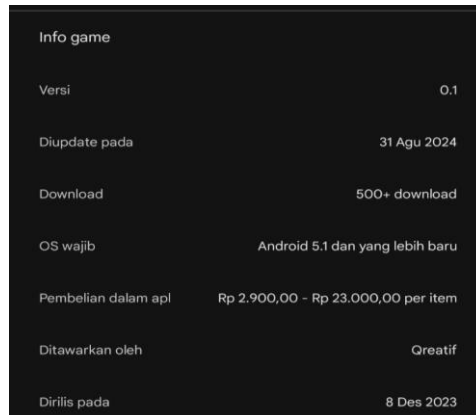 Info game
Versi 0.1
Diupdate pada 31 Agu 2024
Download 500+ download
OS wajib Android 5.1 dan yang lebih baru
Pembelian dalam apl Rp 2.900,00 - Rp 23.000,00 per item
Ditawarkan oleh Qreatif
Dirilis pada 8 Des 2023